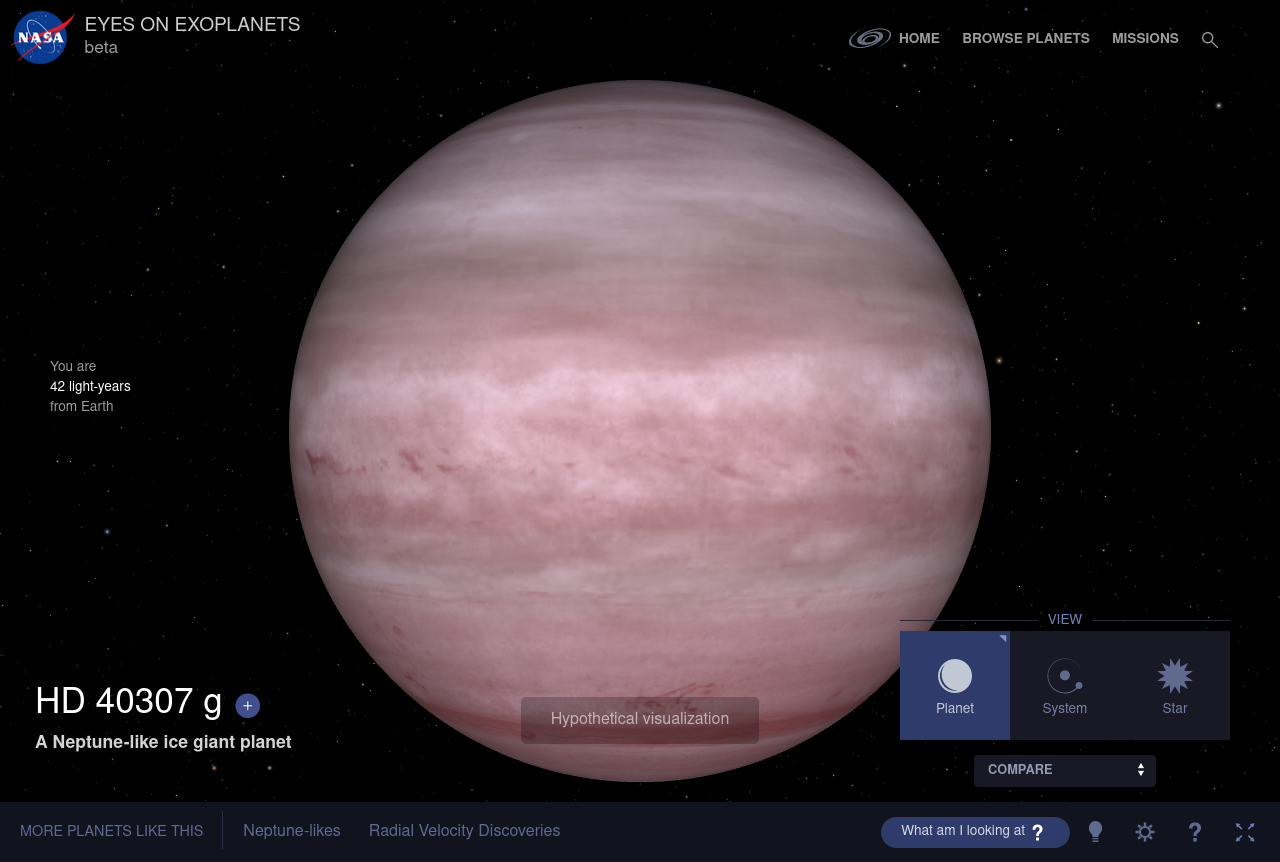 NASA
EYES ON EXOPLANETS
beta
HOME
BROWSE PLANETS
MISSIONS
You are
42 light-years
from Earth
VIEW
Planet
System
Star
HD 40307 g +
A Neptune-like ice giant planet
Hypothetical visualization
COMPARE
MORE PLANETS LIKE THIS
Neptune-likes
Radial Velocity Discoveries
What am I looking at ?
?